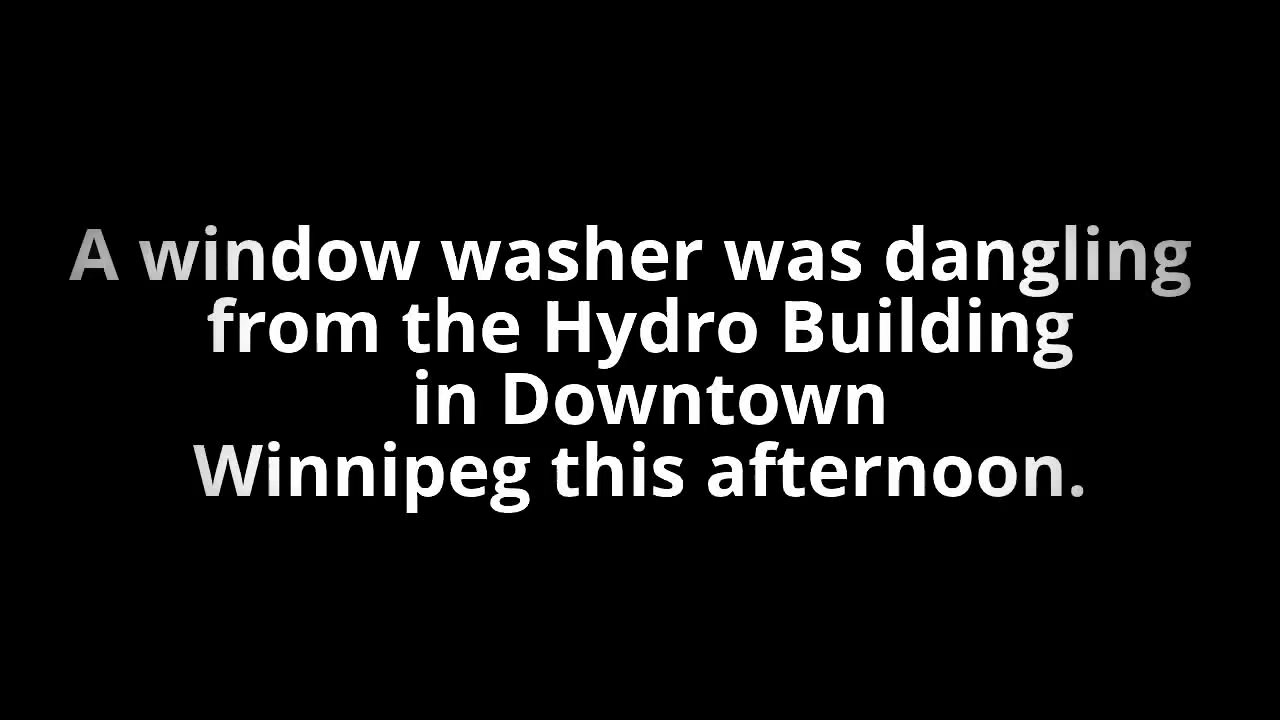 A window washer was dangling
from the Hydro Building
in Downtown
Winnipeg this afternoon.